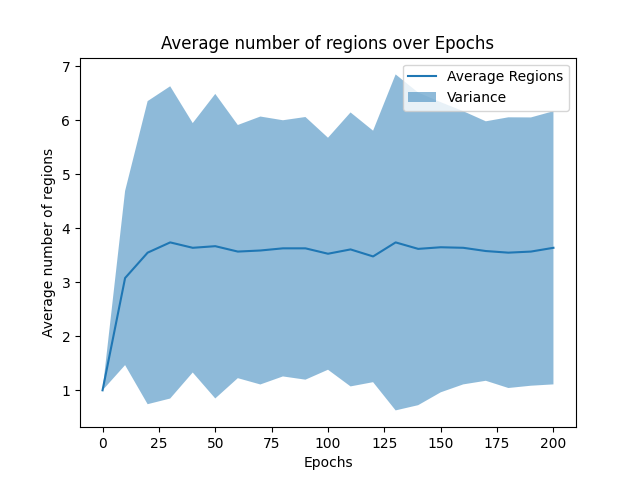 Average number of regions over Epochs
Average Regions
Variance
Average number of regions
7
6
5
4
3
2
1
0 25 50 75 100 125 150 175 200
Epochs